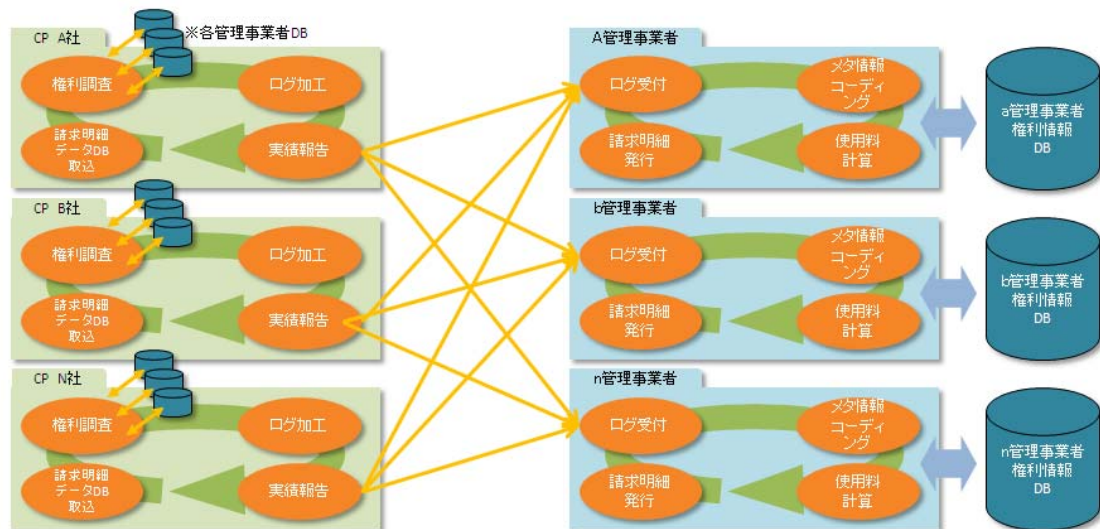 CP A社
※各管理事業者DB
権利調査
ログ加工
請求明細
データDB
取込
実績報告
A管理事業者
ログ受付
メタ情報
コーディ
ング
請求明細
発行
使用料
計算
a管理事業者
権利情報
DB
CP B社
権利調査
ログ加工
請求明細
データDB
取込
実績報告
b管理事業者
ログ受付
メタ情報
コーディ
ング
請求明細
発行
使用料
計算
b管理事業者
権利情報
DB
CP N社
権利調査
ログ加工
請求明細
データDB
取込
実績報告
n管理事業者
ログ受付
メタ情報
コーディ
ング
請求明細
発行
使用料
計算
n管理事業者
権利情報
DB